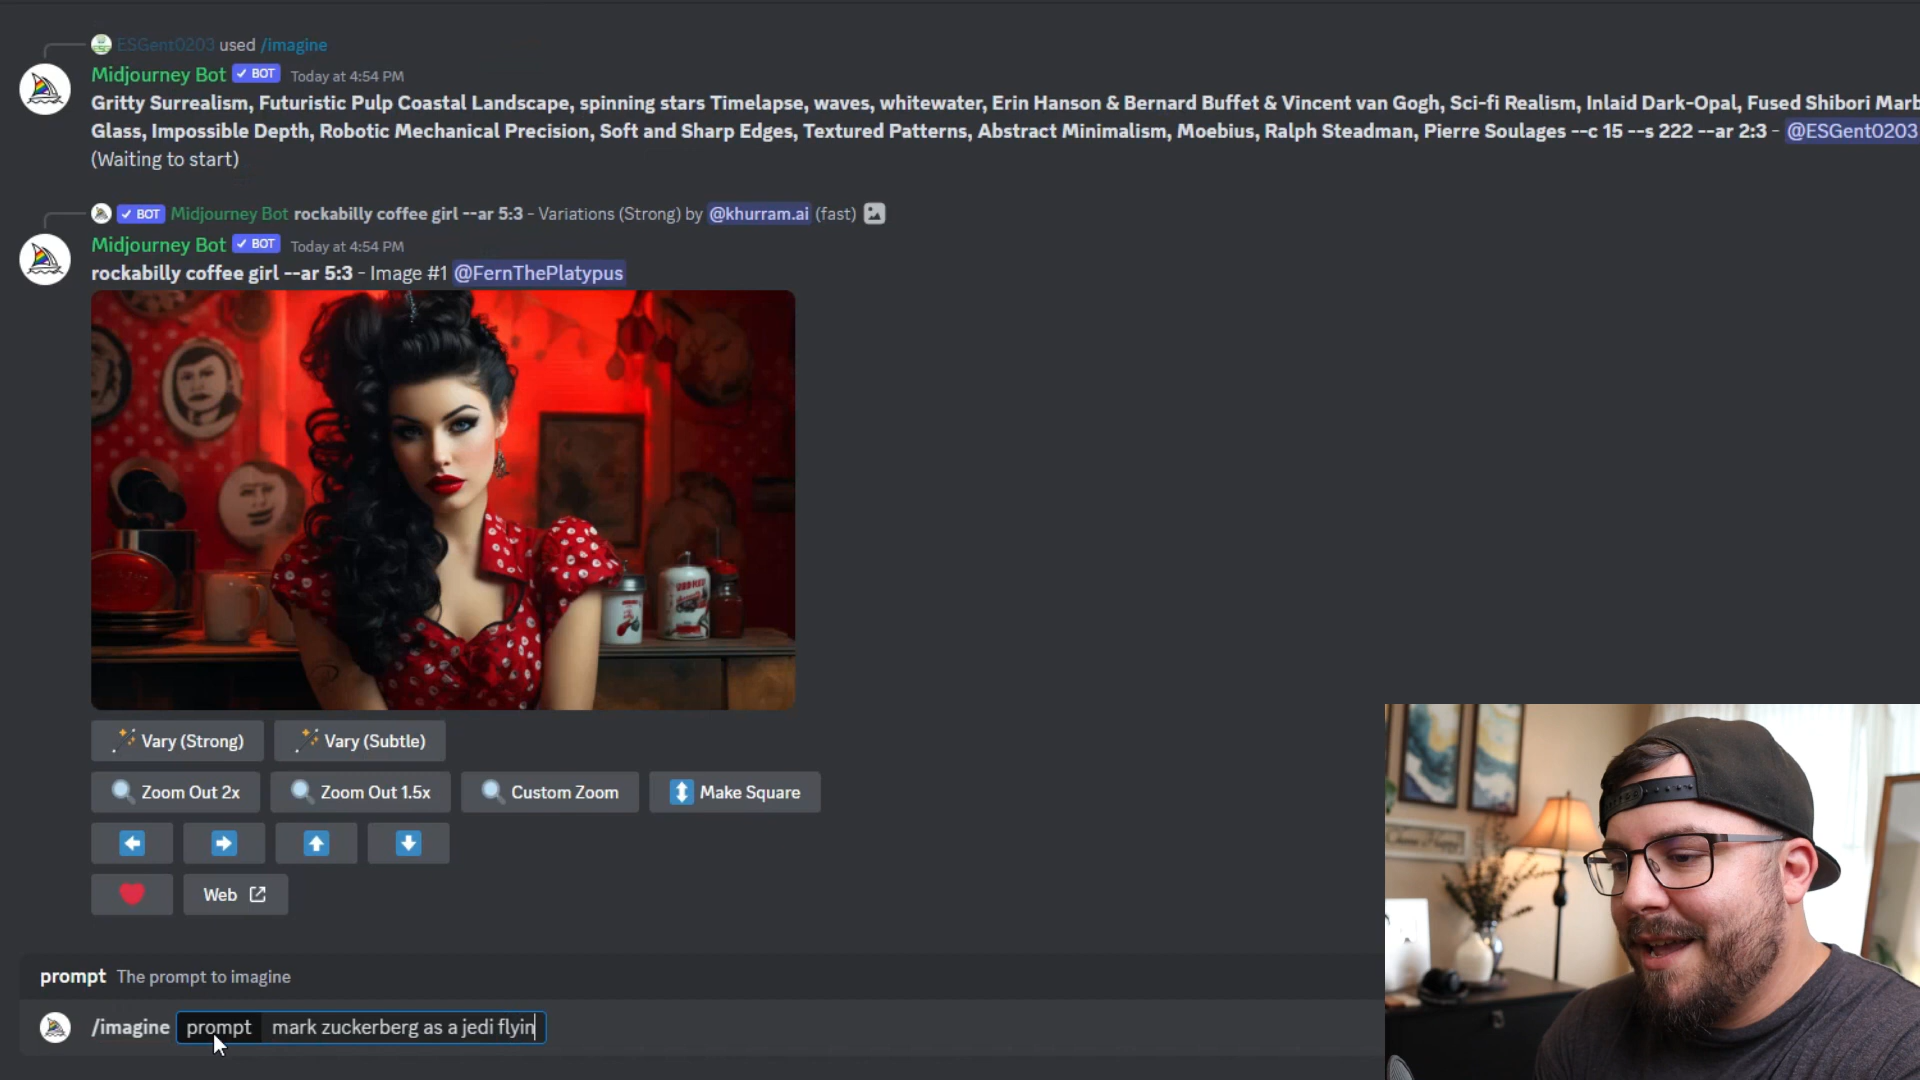 ESGent0203 used /imagine
Midjourney Bot ✓ BOT Today at 4:54 PM
Gritty Surrealism, Futuristic Pulp Coastal Landscape, spinning stars Timelapse, waves, whitewater, Erin Hanson & Bernard Buffet & Vincent van Gogh, Sci-fi Realism, Inlaid Dark-Opal, Fused Shibori Marb
Glass, Impossible Depth, Robotic Mechanical Precision, Soft and Sharp Edges, Textured Patterns, Abstract Minimalism, Moebius, Ralph Steadman, Pierre Soulages --c 15 --s 222 --ar 2:3 - @ESGent0203
(Waiting to start)
✓ BOT Midjourney Bot rockabilly coffee girl --ar 5:3 - Variations (Strong) by @khurram.ai (fast)
Midjourney Bot ✓ BOT Today at 4:54 PM
rockabilly coffee girl --ar 5:3 - Image #1 @FernThePlatypus
Vary (Strong) Vary (Subtle)
Zoom Out 2x Zoom Out 1.5x Custom Zoom Make Square
Web
prompt The prompt to imagine
/imagine prompt mark zuckerberg as a jedi flyin